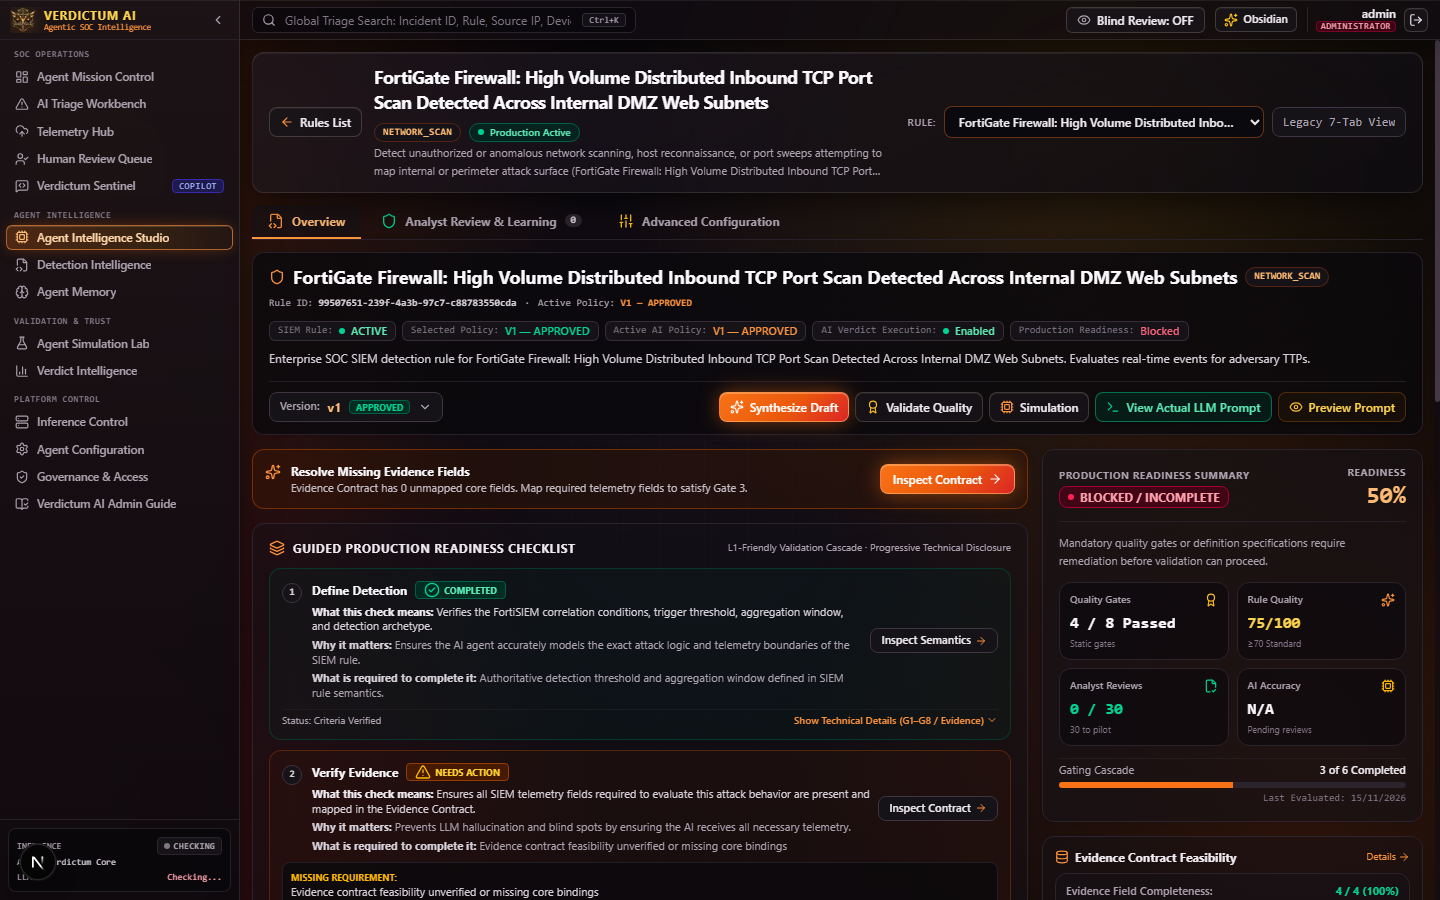 VERDICTUM AI
Agentic SOC Intelligence
Global Triage Search: Incident ID, Rule, Source IP, Devi
Ctrl+K
Blind Review: OFF
Obsidian
admin
ADMINISTRATOR
SOC OPERATIONS
Agent Mission Control
AI Triage Workbench
Telemetry Hub
Human Review Queue
Verdictum Sentinel
COPILOT
AGENT INTELLIGENCE
Agent Intelligence Studio
Detection Intelligence
Agent Memory
VALIDATION & TRUST
Agent Simulation Lab
Verdict Intelligence
PLATFORM CONTROL
Inference Control
Agent Configuration
Governance & Access
Verdictum AI Admin Guide
CHECKING
rdictum Core
Checking...
N
Rules List
FortiGate Firewall: High Volume Distributed Inbound TCP Port
Scan Detected Across Internal DMZ Web Subnets
NETWORK_SCAN
Production Active
Detect unauthorized or anomalous network scanning, host reconnaissance, or port sweeps attempting to
map internal or perimeter attack surface (FortiGate Firewall: High Volume Distributed Inbound TCP Port...
RULE:
FortiGate Firewall: High Volume Distributed Inbo...
Legacy 7-Tab View
Overview
Analyst Review & Learning
0
Advanced Configuration
FortiGate Firewall: High Volume Distributed Inbound TCP Port Scan Detected Across Internal DMZ Web Subnets
NETWORK_SCAN
Rule ID: 99507651-239f-4a3b-97c7-c88783550cda · Active Policy: V1 — APPROVED
SIEM Rule: ACTIVE
Selected Policy: V1 — APPROVED
Active AI Policy: V1 — APPROVED
AI Verdict Execution: Enabled
Production Readiness: Blocked
Enterprise SOC SIEM detection rule for FortiGate Firewall: High Volume Distributed Inbound TCP Port Scan Detected Across Internal DMZ Web Subnets. Evaluates real-time events for adversary TTPs.
Version: v1 APPROVED
Synthesize Draft
Validate Quality
Simulation
View Actual LLM Prompt
Preview Prompt
Resolve Missing Evidence Fields
Evidence Contract has 0 unmapped core fields. Map required telemetry fields to satisfy Gate 3.
Inspect Contract
GUIDED PRODUCTION READINESS CHECKLIST
L1-Friendly Validation Cascade · Progressive Technical Disclosure
1
Define Detection
COMPLETED
What this check means: Verifies the FortiSIEM correlation conditions, trigger threshold, aggregation window,
and detection archetype.
Why it matters: Ensures the AI agent accurately models the exact attack logic and telemetry boundaries of the
SIEM rule.
What is required to complete it: Authoritative detection threshold and aggregation window defined in SIEM
rule semantics.
Inspect Semantics
Status: Criteria Verified
Show Technical Details (G1–G8 / Evidence)
2
Verify Evidence
NEEDS ACTION
What this check means: Ensures all SIEM telemetry fields required to evaluate this attack behavior are present and
mapped in the Evidence Contract.
Why it matters: Prevents LLM hallucination and blind spots by ensuring the AI receives all necessary telemetry.
What is required to complete it: Evidence contract feasibility unverified or missing core bindings
Inspect Contract
MISSING REQUIREMENT:
Evidence contract feasibility unverified or missing core bindings
PRODUCTION READINESS SUMMARY
BLOCKED / INCOMPLETE
READINESS
50%
Mandatory quality gates or definition specifications require
remediation before validation can proceed.
Quality Gates
4 / 8 Passed
Static gates
Rule Quality
75/100
≥70 Standard
Analyst Reviews
0 / 30
30 to pilot
AI Accuracy
N/A
Pending reviews
Gating Cascade
3 of 6 Completed
Last Evaluated: 15/11/2026
Evidence Contract Feasibility
Details
Evidence Field Completeness:
4 / 4 (100%)